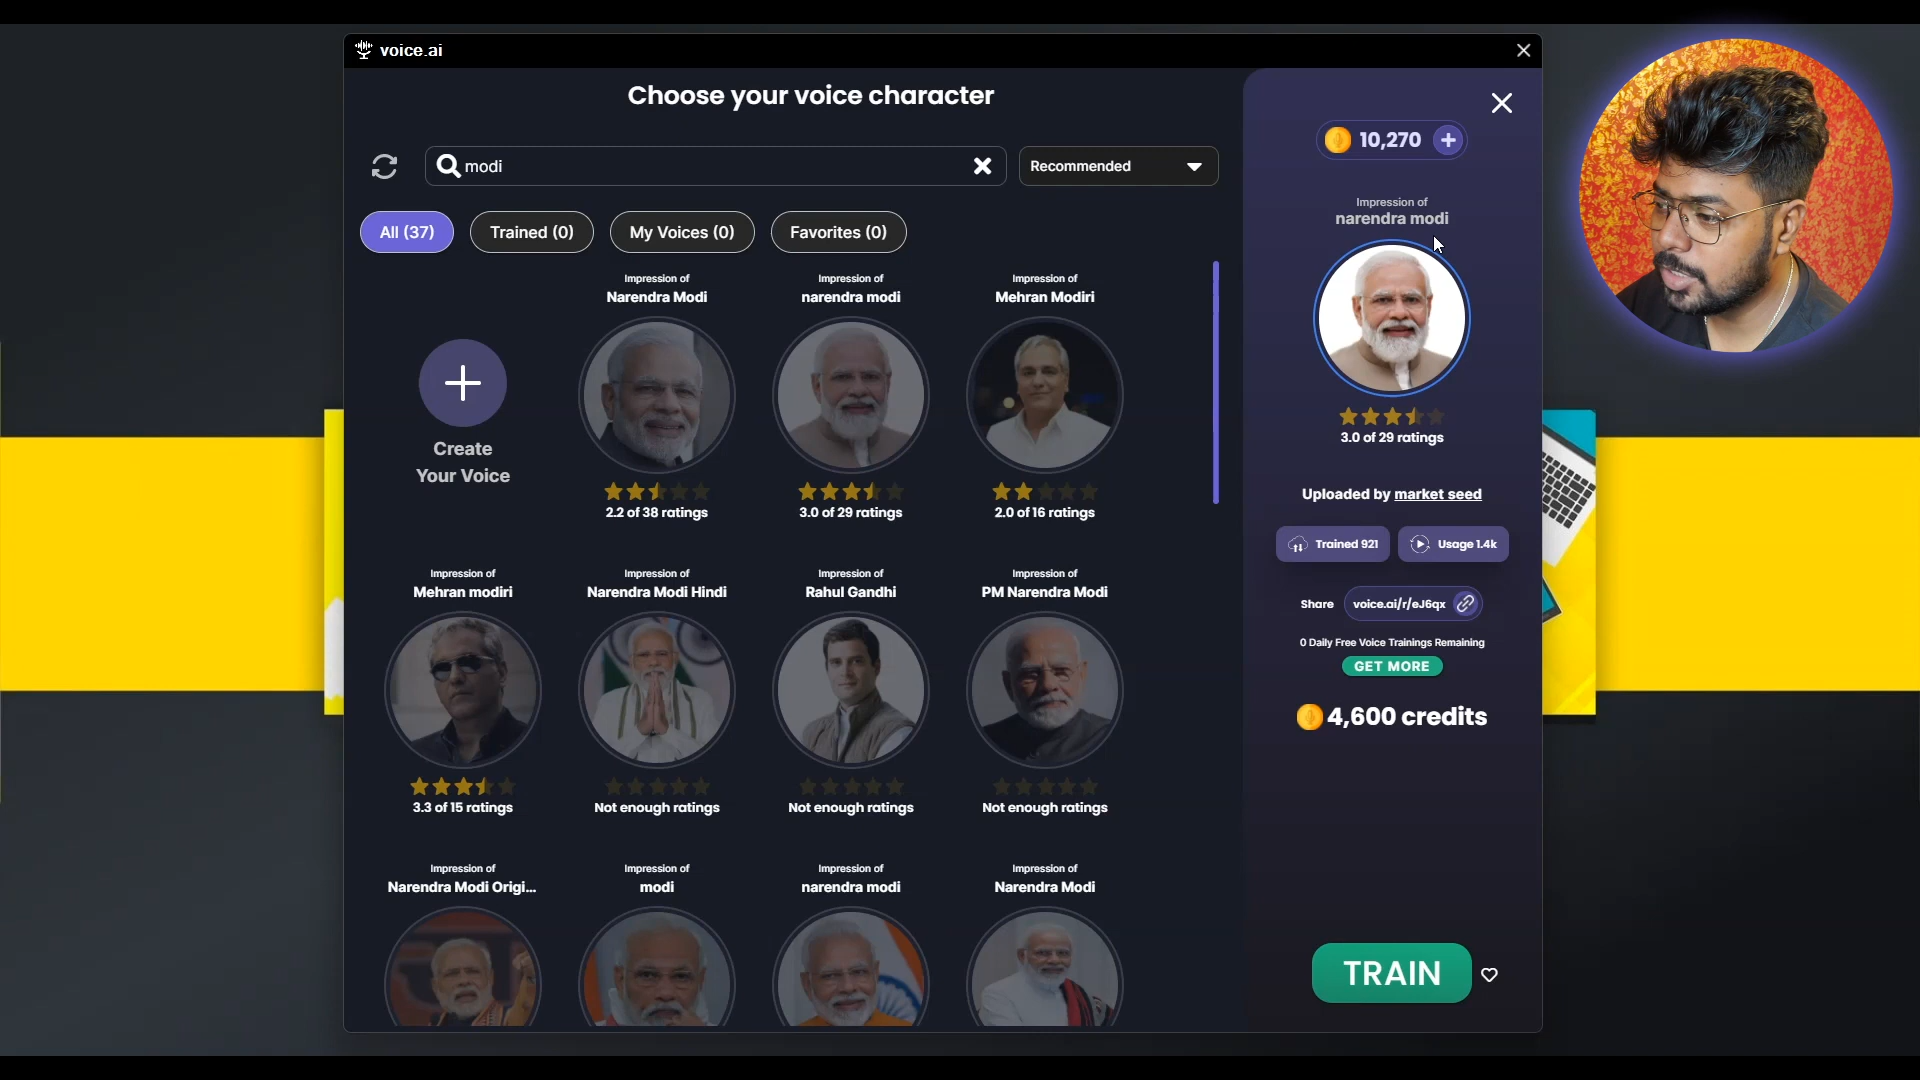 voice.ai
Choose your voice character
modi
Recommended
All (37)
Trained (0)
My Voices (0)
Favorites (0)
Create
Your Voice
Impression of
Narendra Modi
2.2 of 38 ratings
Impression of
narendra modi
3.0 of 29 ratings
Impression of
Mehran Modiri
2.0 of 16 ratings
Impression of
Mehran modiri
3.3 of 15 ratings
Impression of
Narendra Modi Hindi
Not enough ratings
Impression of
Rahul Gandhi
Not enough ratings
Impression of
PM Narendra Modi
Not enough ratings
Impression of
Narendra Modi Origi...
Impression of
modi
Impression of
narendra modi
Impression of
Narendra Modi
10,270
Impression of
narendra modi
3.0 of 29 ratings
Uploaded by market seed
Trained 921
Usage 1.4k
Share voice.ai/r/eJ6qx
0 Daily Free Voice Trainings Remaining
GET MORE
4,600 credits
TRAIN